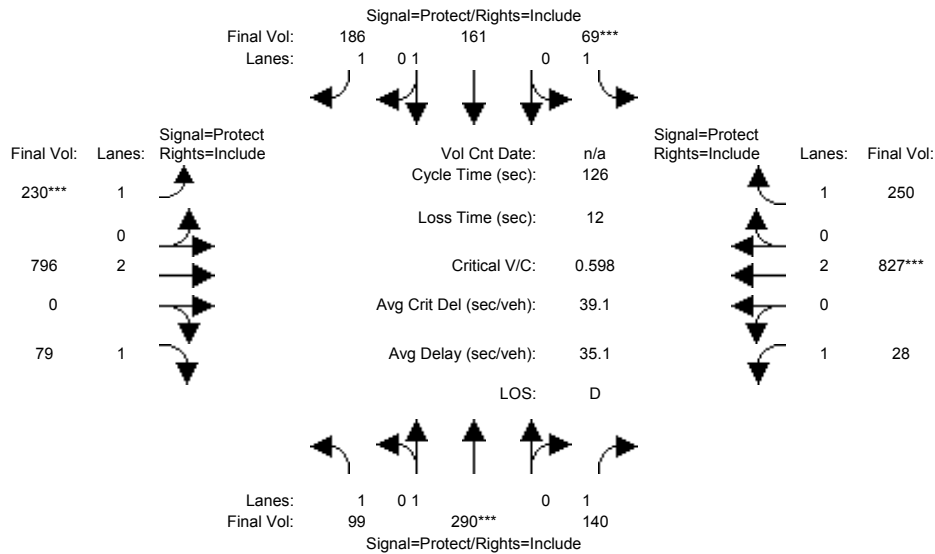 Signal=Protect/Rights=Include
Final Vol: 186 161 69***
Lanes: 1 0 1 0 1
Signal=Protect Signal=Protect
Final Vol: Lanes: Rights=Include Vol Cnt Date: n/a Rights=Include Lanes: Final Vol:
Cycle Time (sec): 126
230*** 1 1 250
Loss Time (sec): 12
0 0
796 2 Critical V/C: 0.598 2 827***
0 Avg Crit Del (sec/veh): 39.1 0
79 1 Avg Delay (sec/veh): 35.1 1 28
LOS: D
Lanes: 1 0 1 0 1
Final Vol: 99 290*** 140
Signal=Protect/Rights=Include